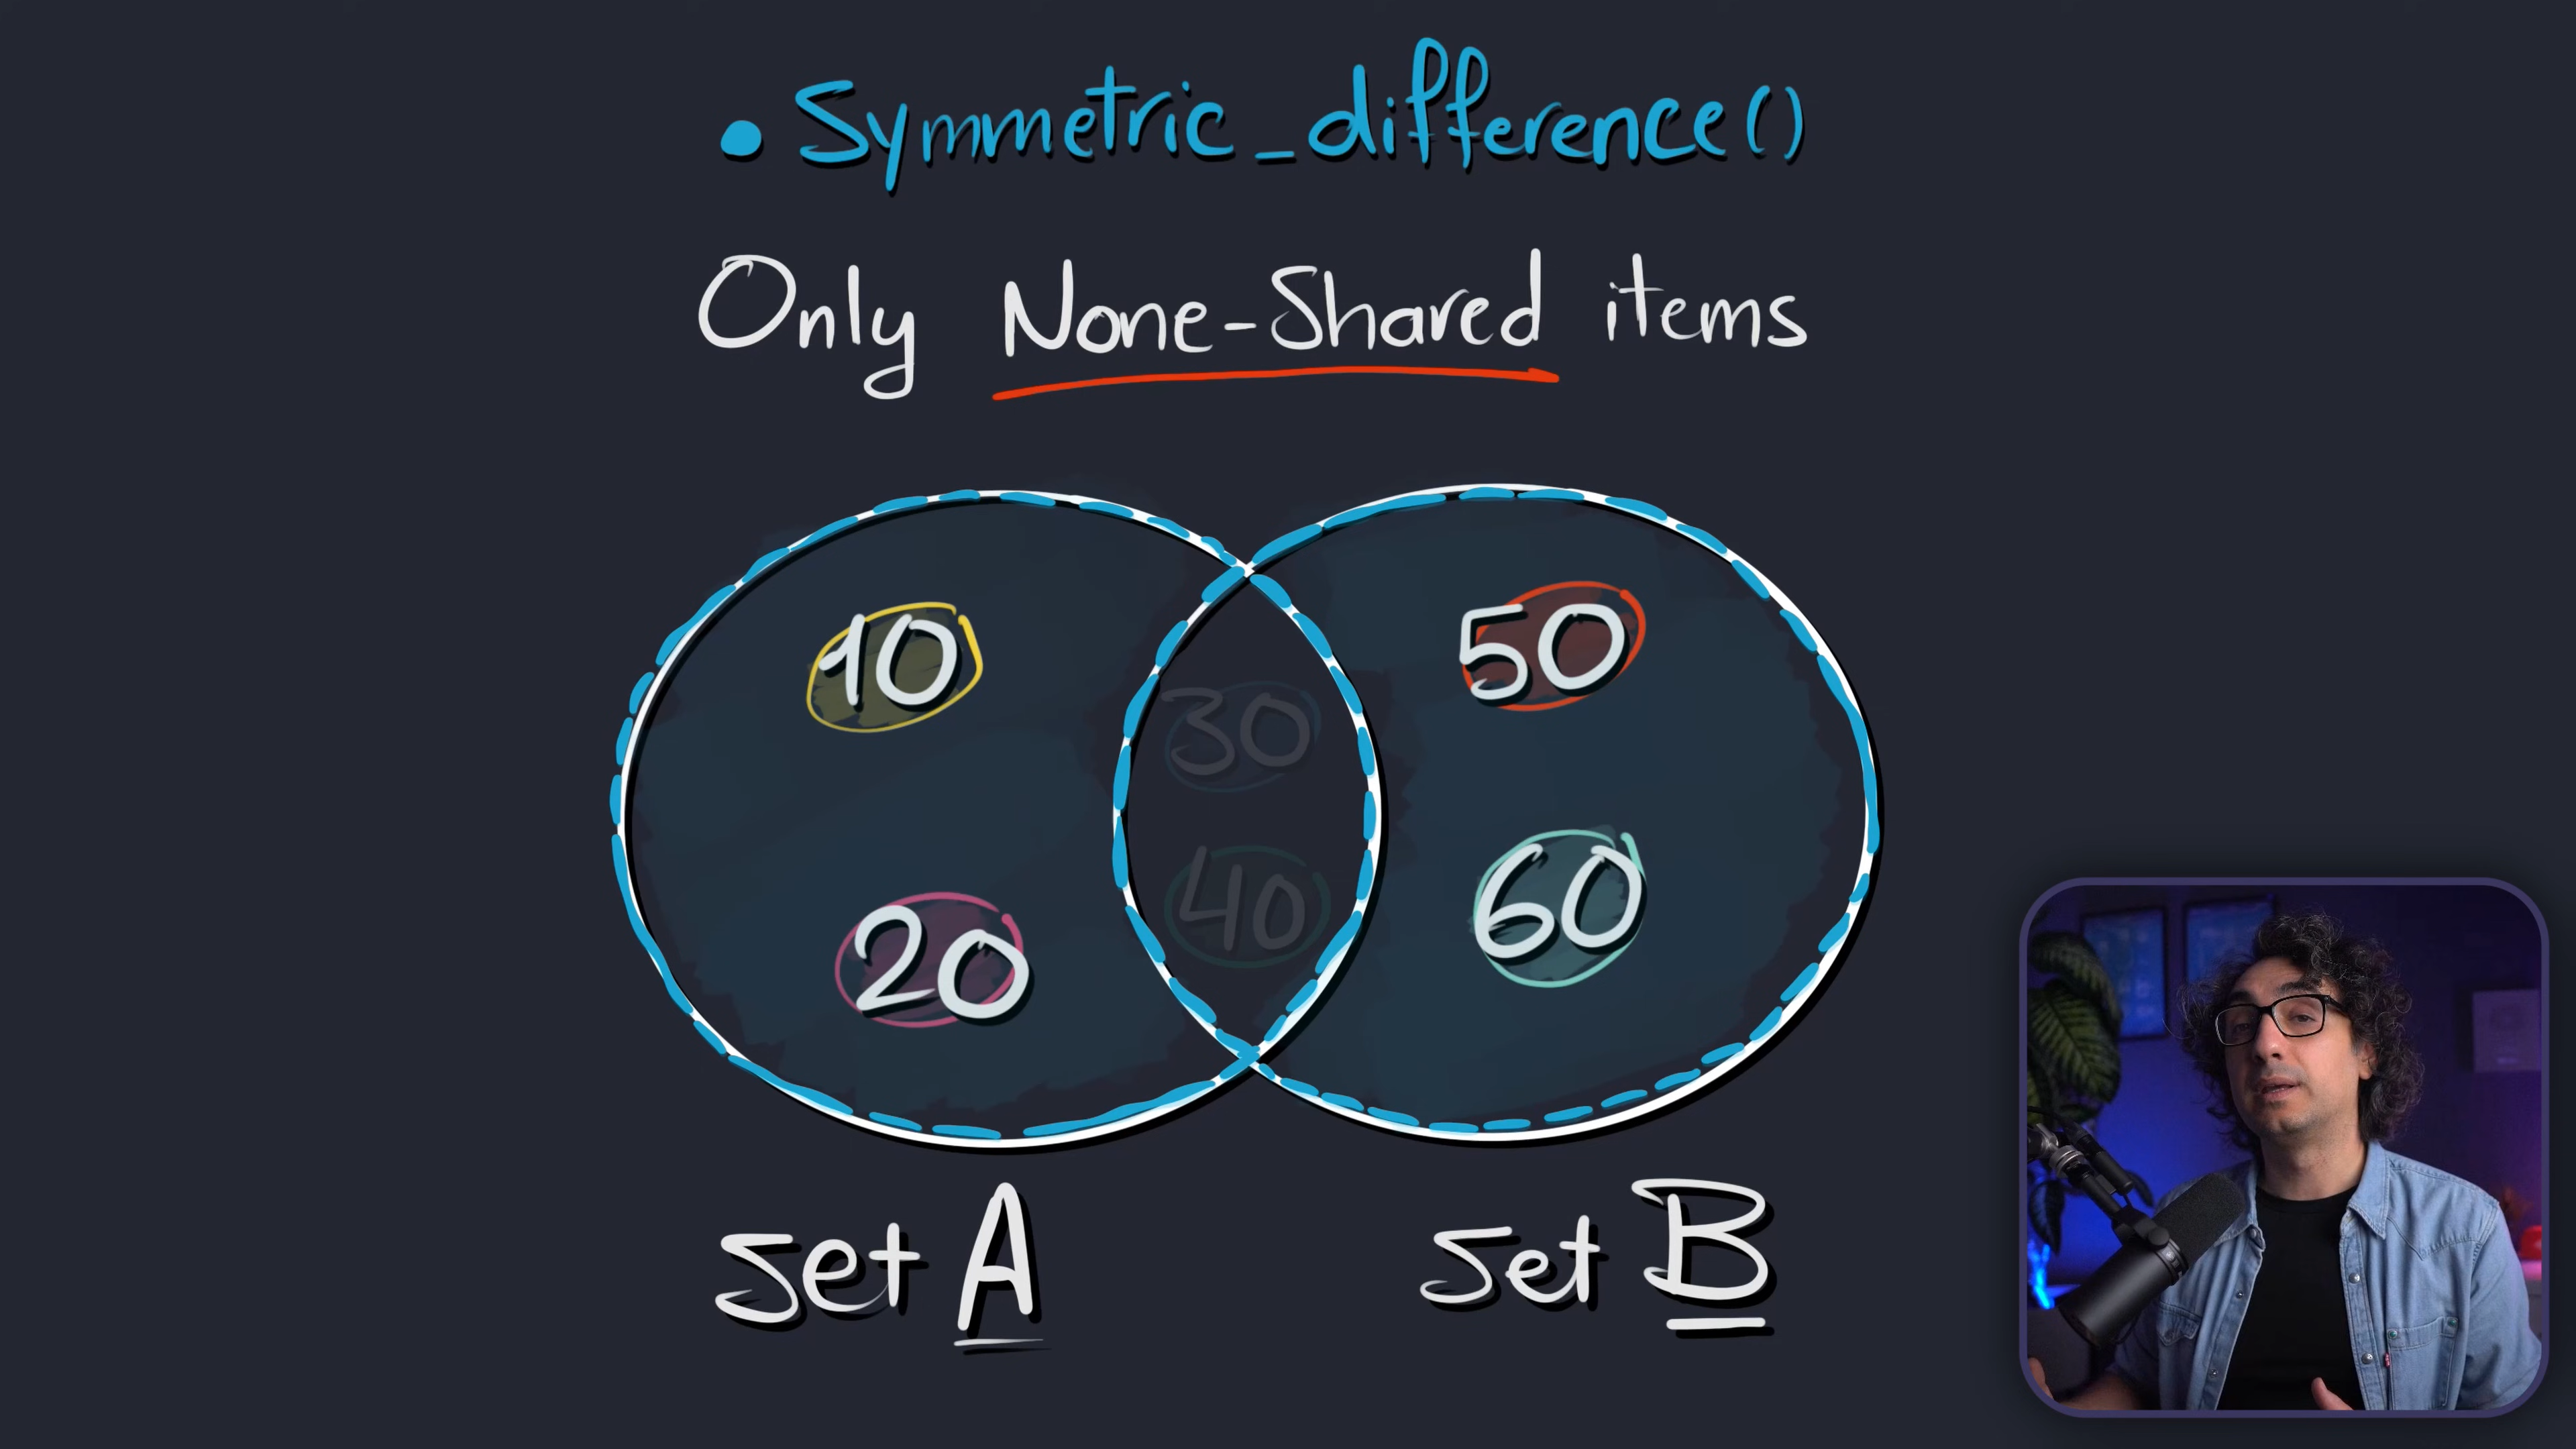 • Symmetric_difference()
Only None-Shared items
10
50
30
40
20
60
Set A
Set B